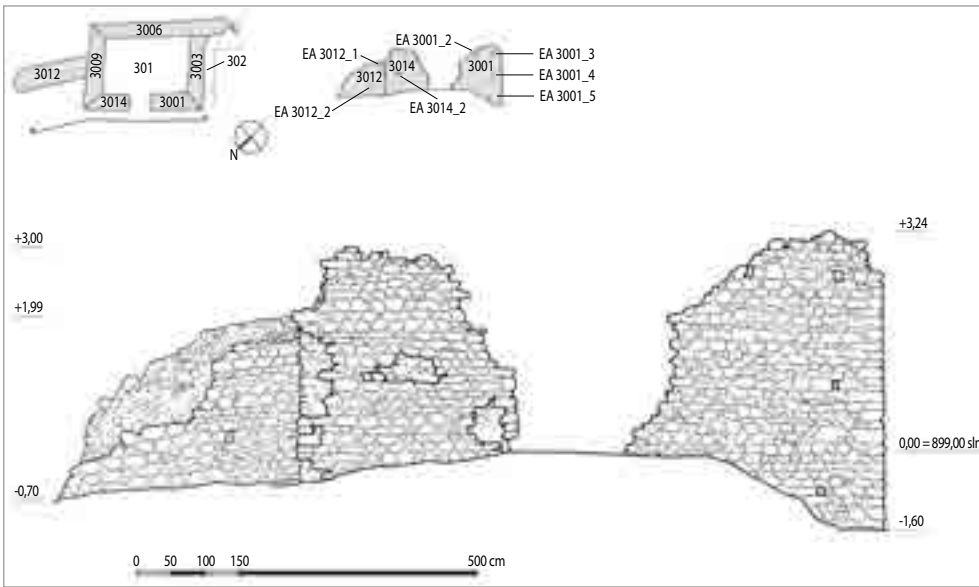 3006
3012
3009
301
3003
302
3014
3001
N
EA 3001_2
EA 3012_1
3012
3014
3001
EA 3001_3
EA 3001_4
EA 3001_5
EA 3012_2
EA 3014_2
+3,00
+3,24
+1,99
0,00 = 899,00 slr
-0,70
-1,60
0 50 100 150 500 cm